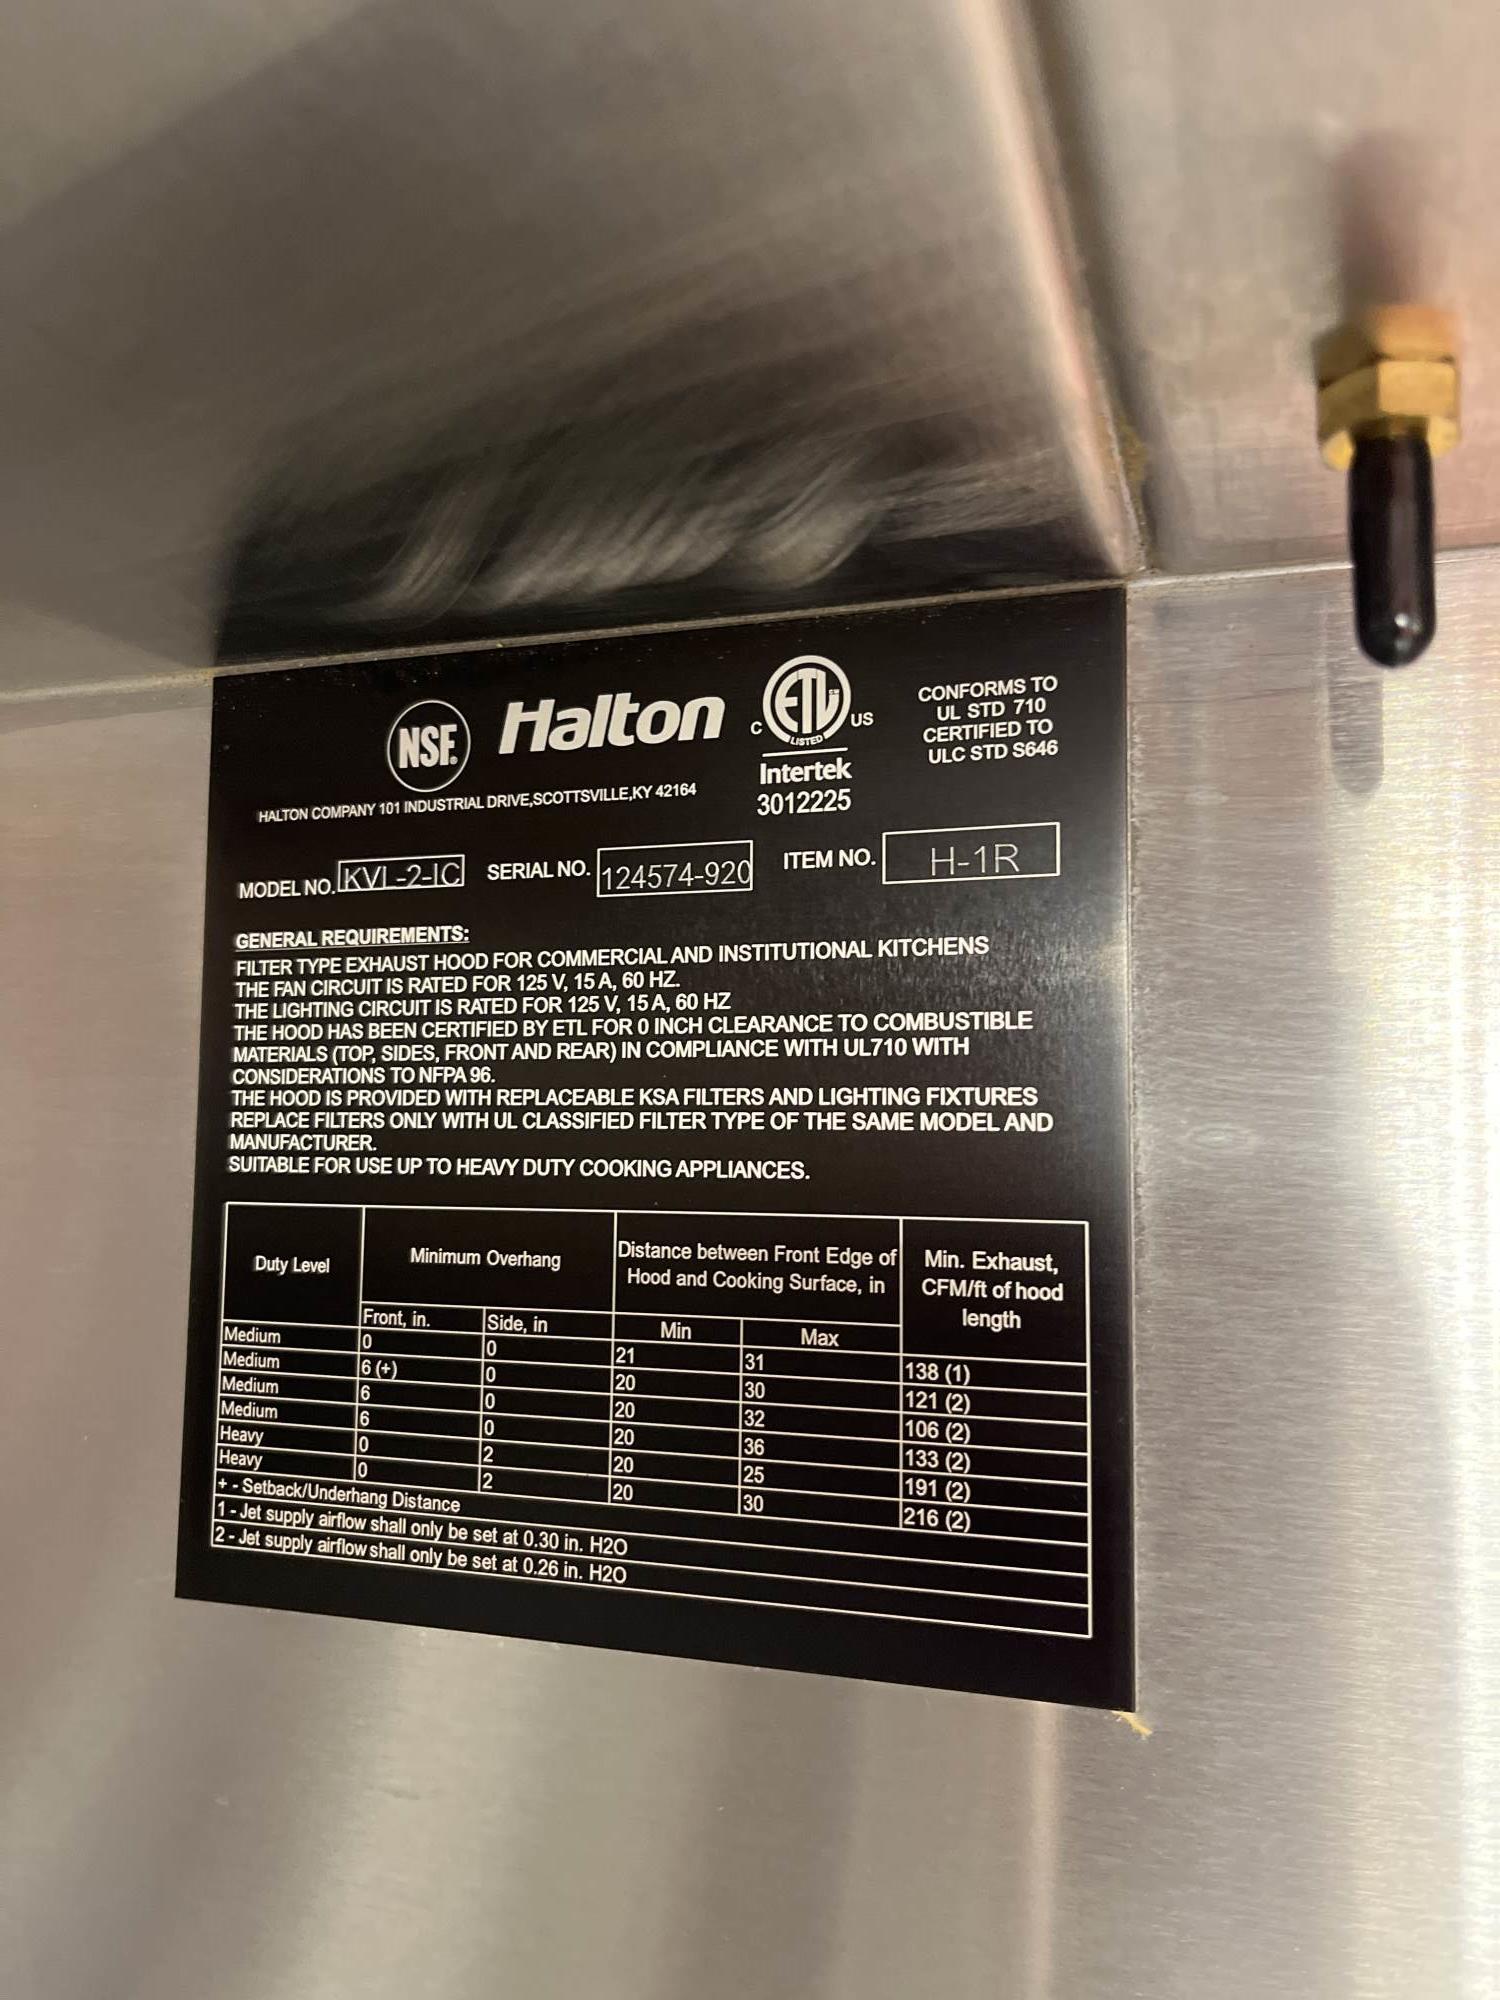 NSF.
Halton
C ETL US
LISTED
Intertek
3012225
CONFORMS TO
UL STD 710
CERTIFIED TO
ULC STD S646
HALTON COMPANY 101 INDUSTRIAL DRIVE,SCOTTSVILLE,KY 42164
MODEL NO. KVL-2-IC SERIAL NO. 124574-920 ITEM NO. H-1R
GENERAL REQUIREMENTS:
FILTER TYPE EXHAUST HOOD FOR COMMERCIAL AND INSTITUTIONAL KITCHENS
THE FAN CIRCUIT IS RATED FOR 125 V, 15 A, 60 HZ.
THE LIGHTING CIRCUIT IS RATED FOR 125 V, 15 A, 60 HZ
THE HOOD HAS BEEN CERTIFIED BY ETL FOR 0 INCH CLEARANCE TO COMBUSTIBLE
MATERIALS (TOP, SIDES, FRONT AND REAR) IN COMPLIANCE WITH UL710 WITH
CONSIDERATIONS TO NFPA 96.
THE HOOD IS PROVIDED WITH REPLACEABLE KSA FILTERS AND LIGHTING FIXTURES
REPLACE FILTERS ONLY WITH UL CLASSIFIED FILTER TYPE OF THE SAME MODEL AND
MANUFACTURER.
SUITABLE FOR USE UP TO HEAVY DUTY COOKING APPLIANCES.
Duty Level
Minimum Overhang
Distance between Front Edge of
Hood and Cooking Surface, in
Min. Exhaust,
CFM/ft of hood
length
Front, in. Side, in Min Max
Medium 0 0 21 31 138 (1)
Medium 6 (+) 0 20 30 121 (2)
Medium 6 0 20 32 106 (2)
Medium 6 0 20 36 133 (2)
Heavy 0 2 20 25 191 (2)
Heavy 0 2 20 30 216 (2)
+ - Setback/Underhang Distance
1 - Jet supply airflow shall only be set at 0.30 in. H2O
2 - Jet supply airflow shall only be set at 0.26 in. H2O